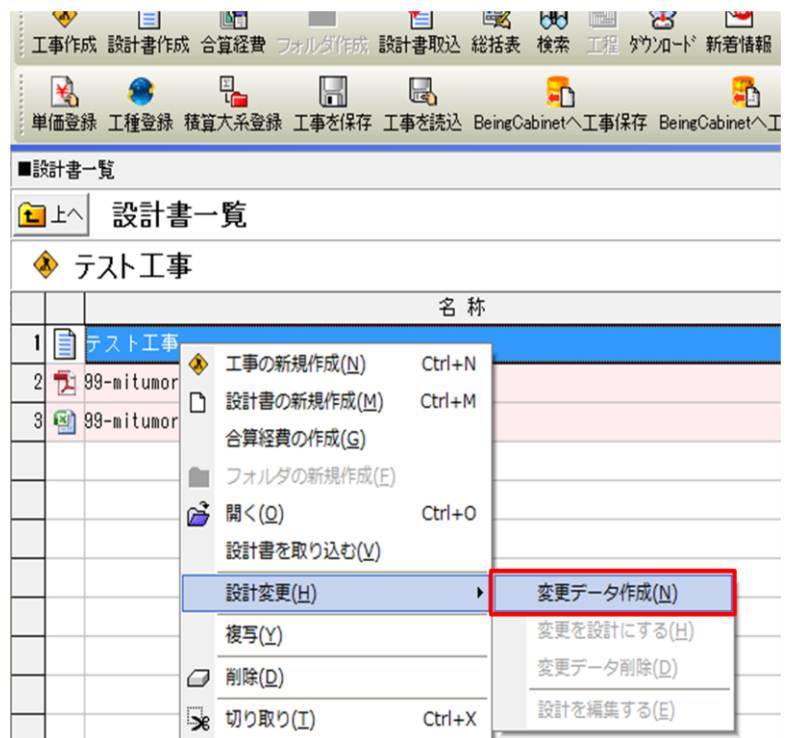 工事作成 設計書作成 合算経費 フォルダ作成 設計書取込 総括表 検索 工程 ダウンロード 新着情報
単価登録 工種登録 積算大系登録 工事を保存 工事を読込 BeingCabinetへ工事保存 BeingCabinetへ工
■設計書一覧
上へ 設計書一覧
テスト工事
名 称
1 テスト工事
2 99-mitumor
3 99-mitumor
工事の新規作成(N) Ctrl+N
設計書の新規作成(M) Ctrl+M
合算経費の作成(G)
フォルダの新規作成(F)
開く(O) Ctrl+O
設計書を取り込む(V)
設計変更(H)
複写(Y)
削除(D)
切り取り(T) Ctrl+X
変更データ作成(N)
変更を設計にする(H)
変更データ削除(D)
設計を編集する(E)